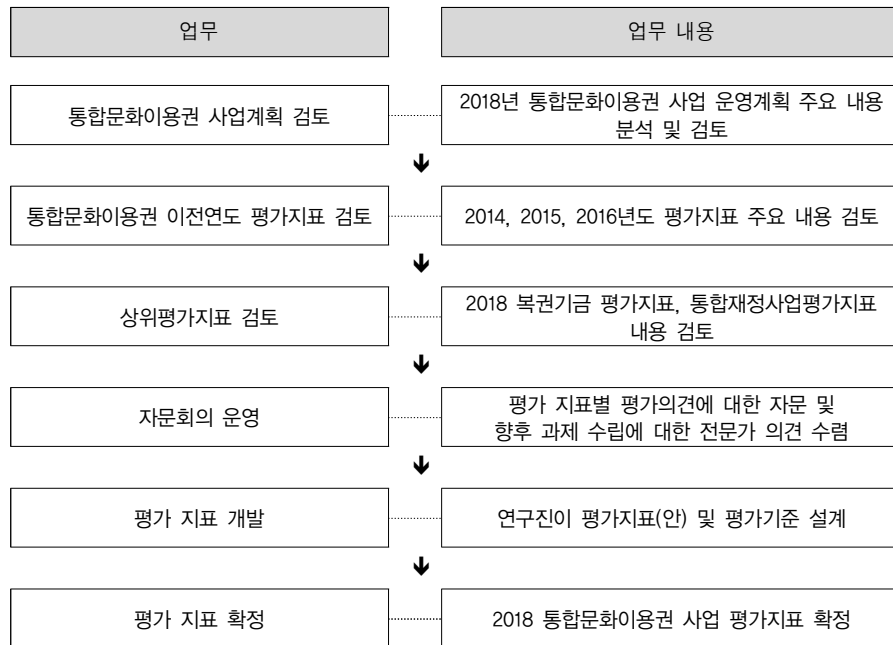 업무
업무 내용
통합문화이용권 사업계획 검토
2018년 통합문화이용권 사업 운영계획 주요 내용
분석 및 검토
통합문화이용권 이전연도 평가지표 검토
2014, 2015, 2016년도 평가지표 주요 내용 검토
상위평가지표 검토
2018 복권기금 평가지표, 통합재정사업평가지표
내용 검토
자문회의 운영
평가 지표별 평가의견에 대한 자문 및
향후 과제 수립에 대한 전문가 의견 수렴
평가 지표 개발
연구진이 평가지표(안) 및 평가기준 설계
평가 지표 확정
2018 통합문화이용권 사업 평가지표 확정